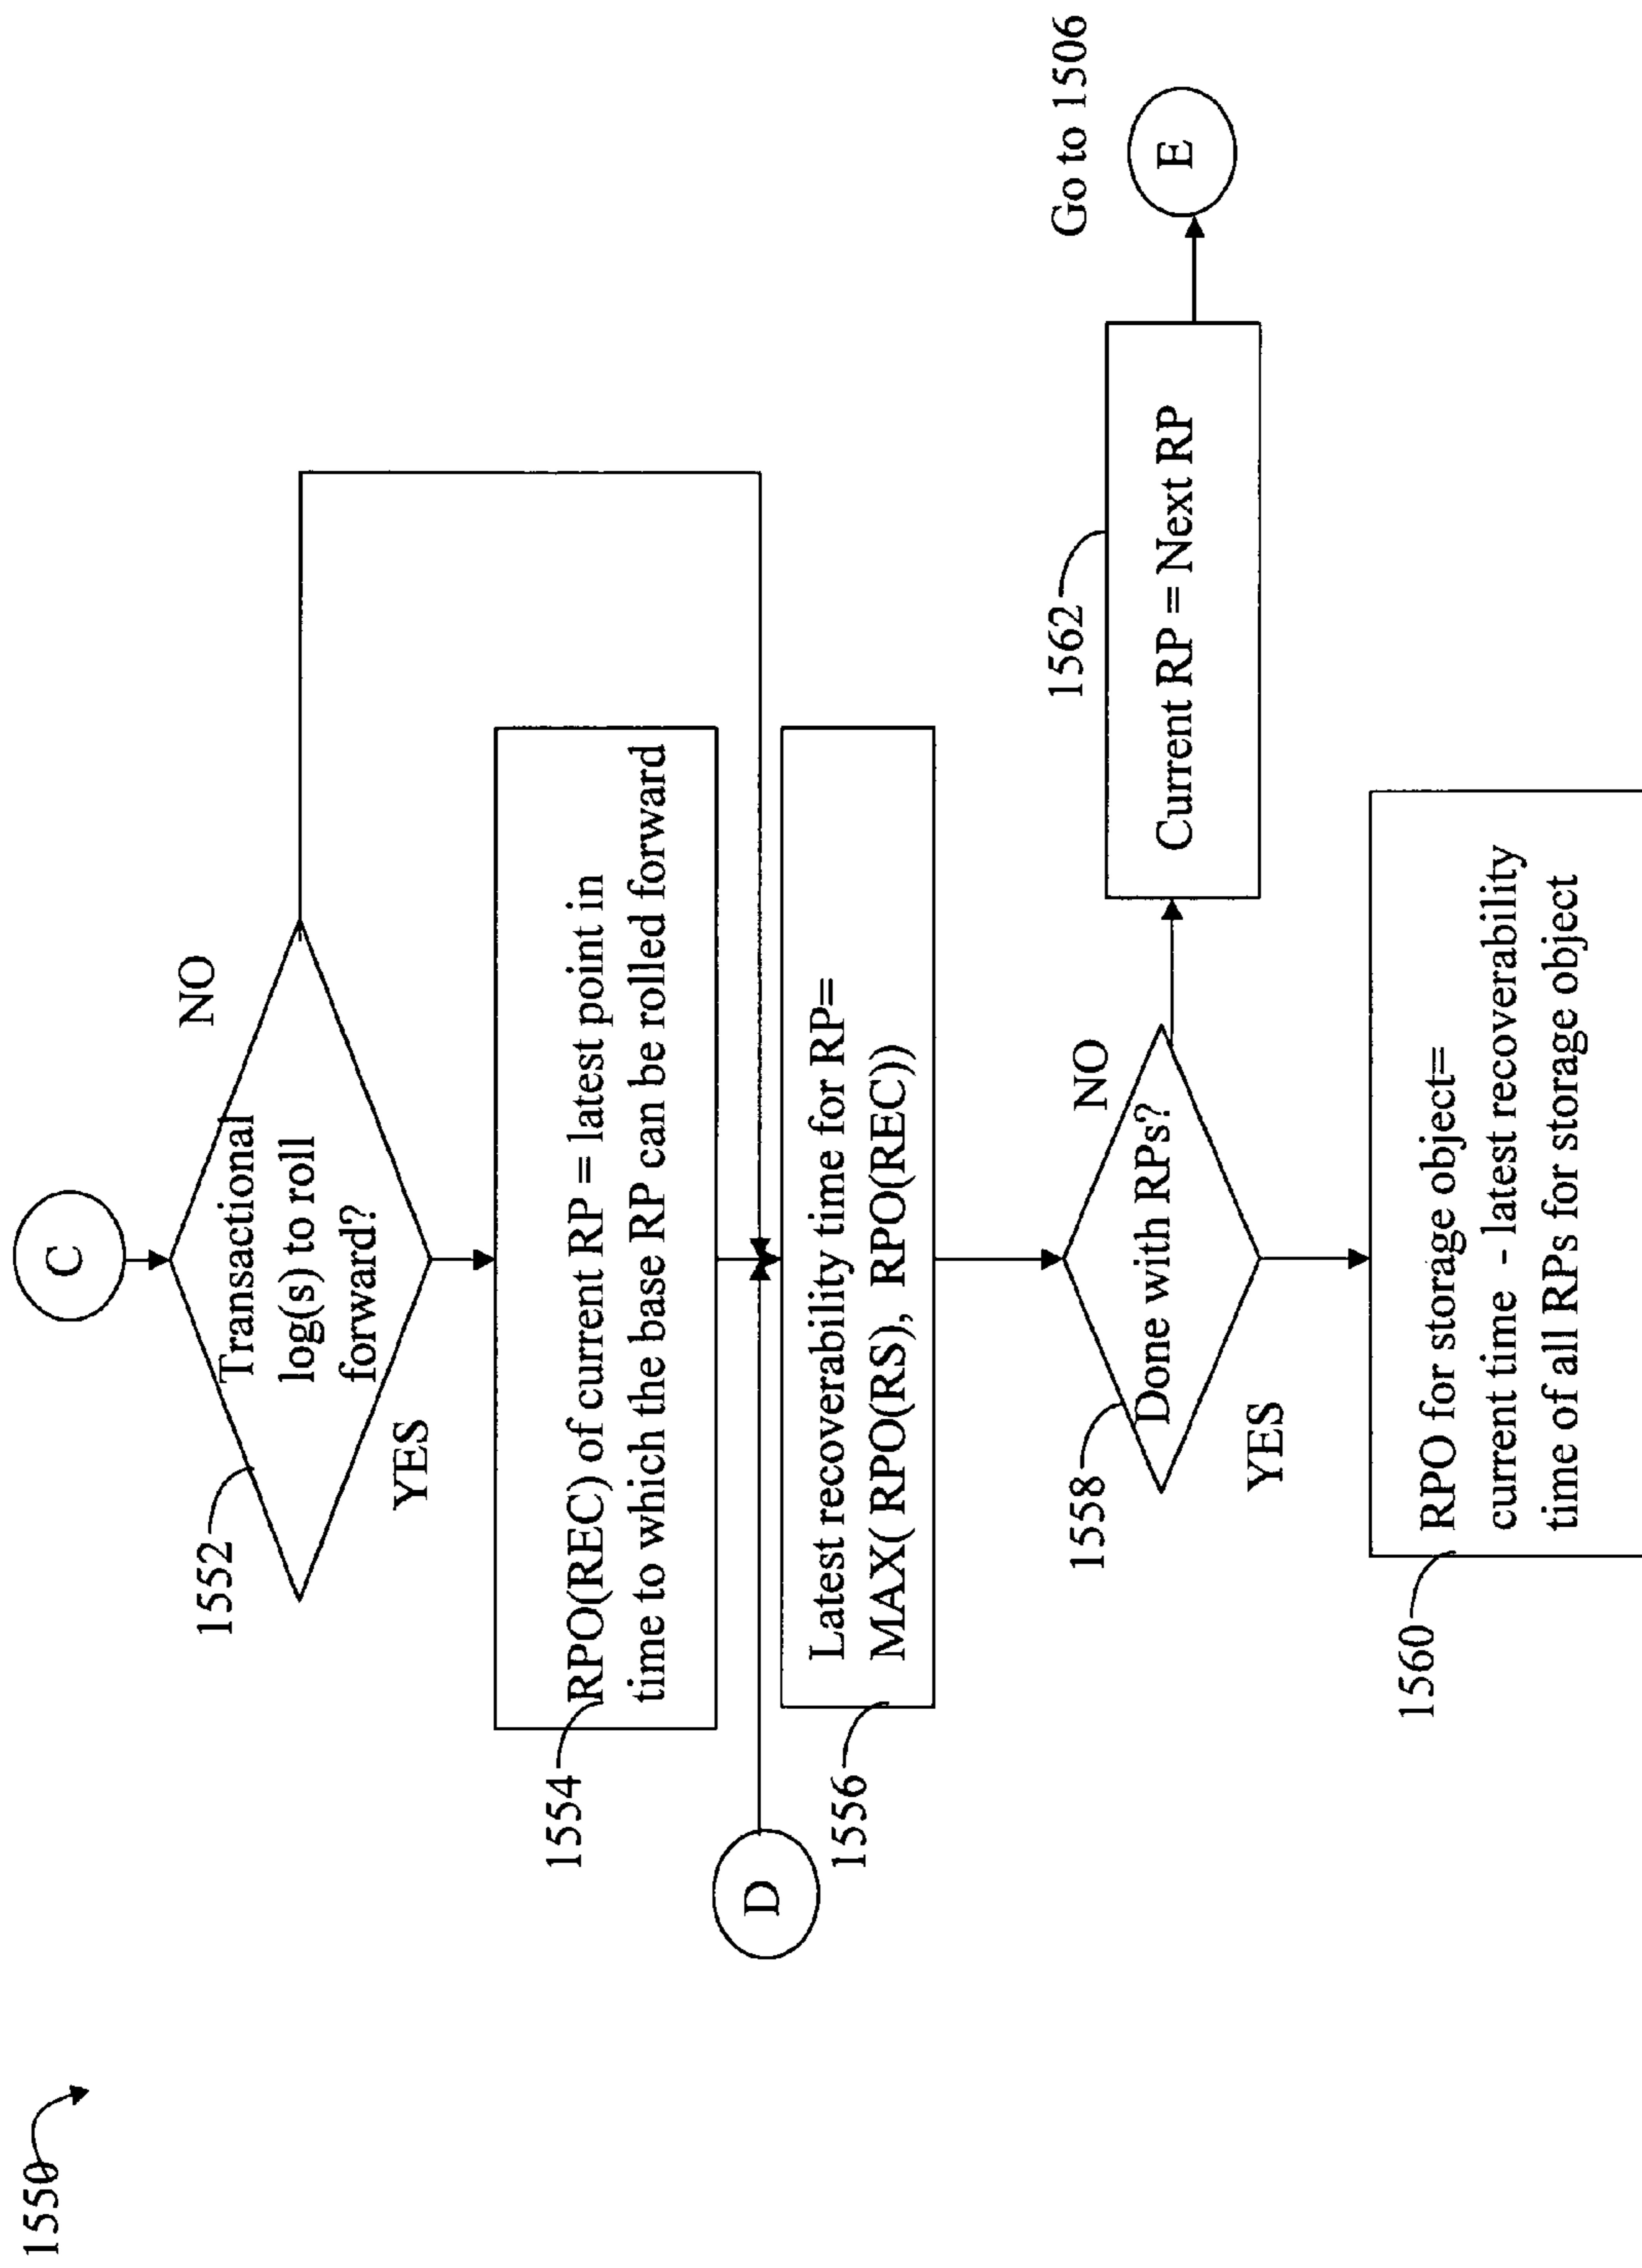 1550
C
1552
Transactional
log(s) to roll
forward?
NO
YES
1554
RPO(REC) of current RP = latest point in
time to which the base RP can be rolled forward
D
1556
Latest recoverability time for RP=
MAX( RPO(RS), RPO(REC))
1558
Done with RPs?
NO
YES
1562
Current RP = Next RP
Go to 1506
E
1560
RPO for storage object=
current time - latest recoverability
time of all RPs for storage object